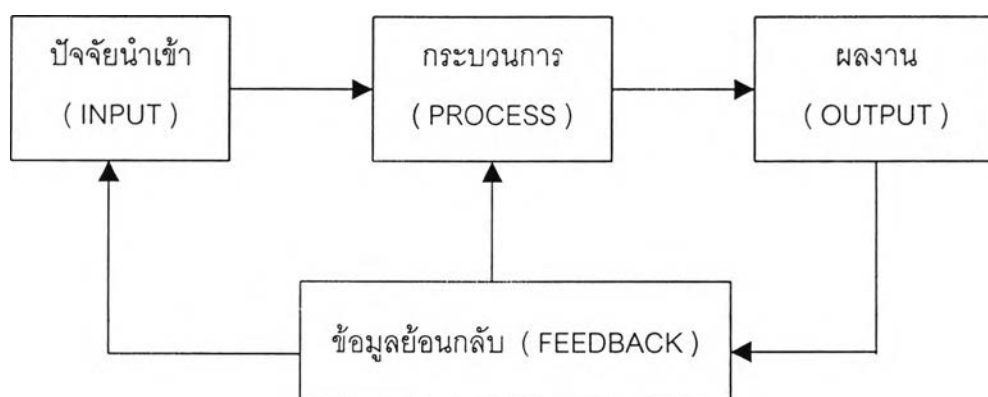 ปัจจัยนำเข้า
( INPUT )
กระบวนการ
( PROCESS )
ผลงาน
( OUTPUT )
ข้อมูลย้อนกลับ ( FEEDBACK )